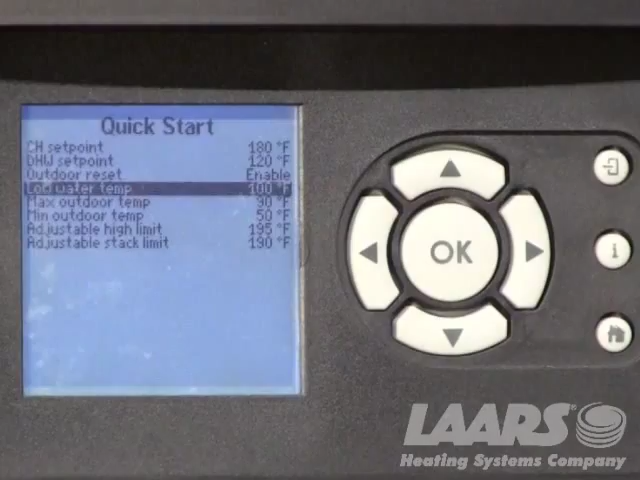 Quick Start
CH setpoint 180 °F
DHW setpoint 120 °F
Outdoor reset Enable
Low water temp 100 °F
Max outdoor temp 90 °F
Min outdoor temp 50 °F
Adjustable high limit 195 °F
Adjustable stack limit 190 °F
OK
i
LAARS®
Heating Systems Company